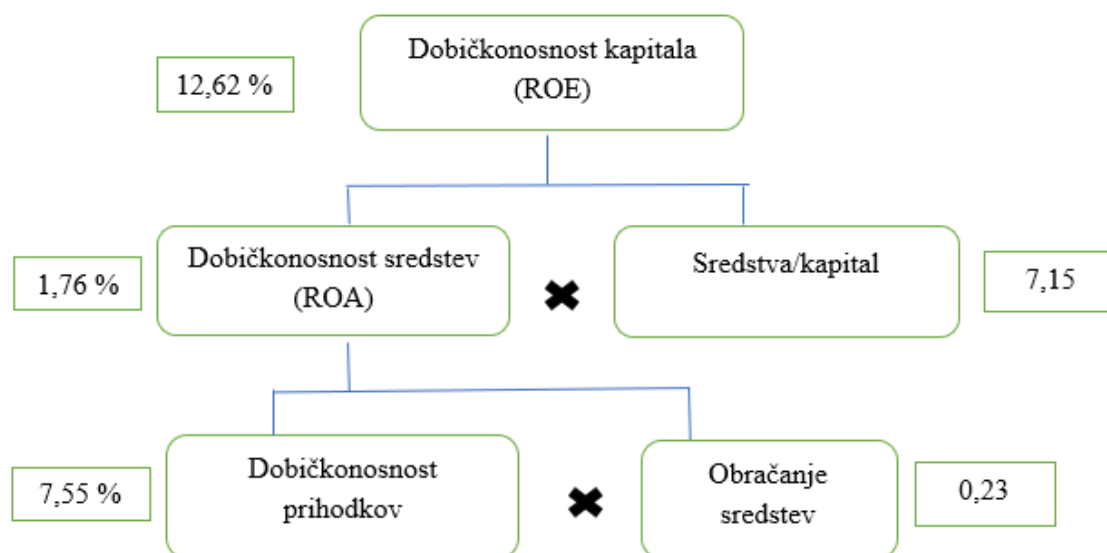 Dobičkonosnost kapitala
(ROE)
12,62 %
Dobičkonosnost sredstev
(ROA)
1,76 %
Sredstva/kapital
7,15
Dobičkonosnost
prihodkov
7,55 %
Obračanje
sredstev
0,23